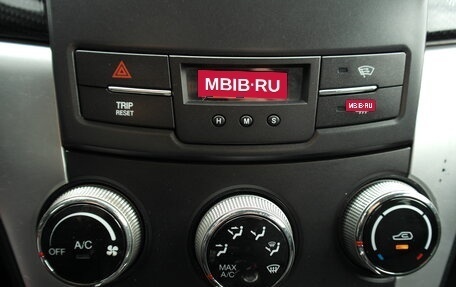 MBIB·RU
MBIB·RU
TRIP
RESET
H M S
OFF
A/C
MAX
A/C